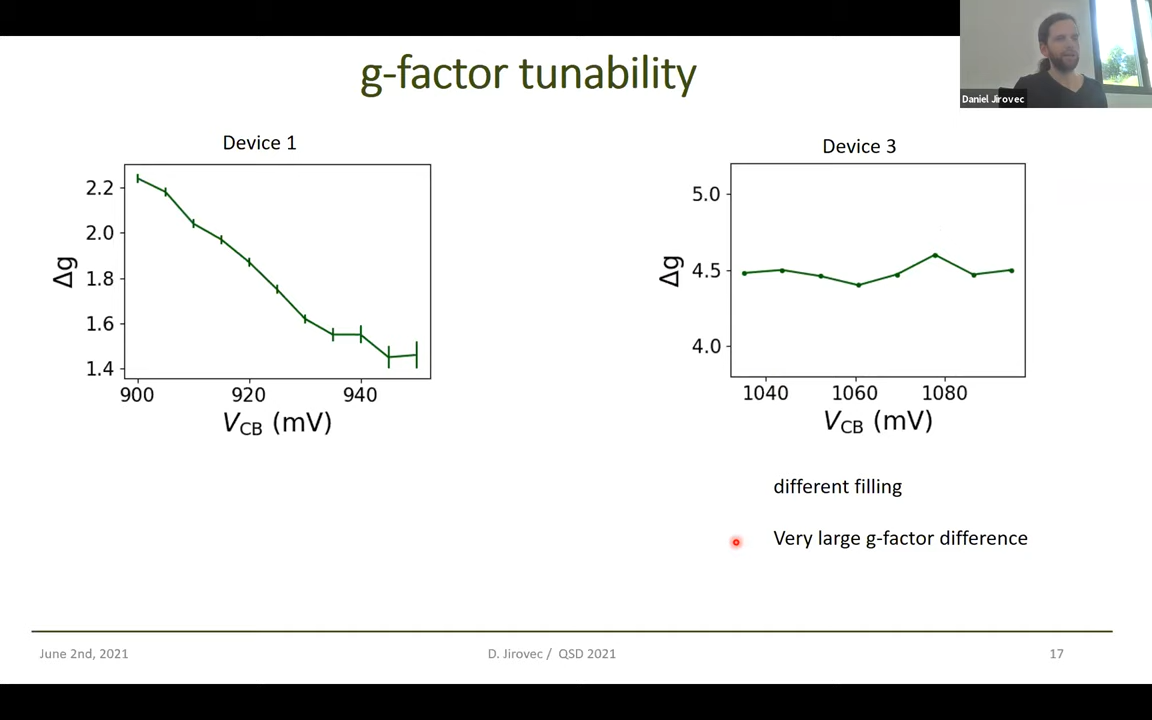 g-factor tunability
Daniel Jirovec
Device 1
2.2
2.0
1.8
1.6
1.4
Δg
900 920 940
V_CB (mV)
Device 3
5.0
4.5
4.0
Δg
1040 1060 1080
V_CB (mV)
different filling
Very large g-factor difference
June 2nd, 2021
D. Jirovec / QSD 2021
17